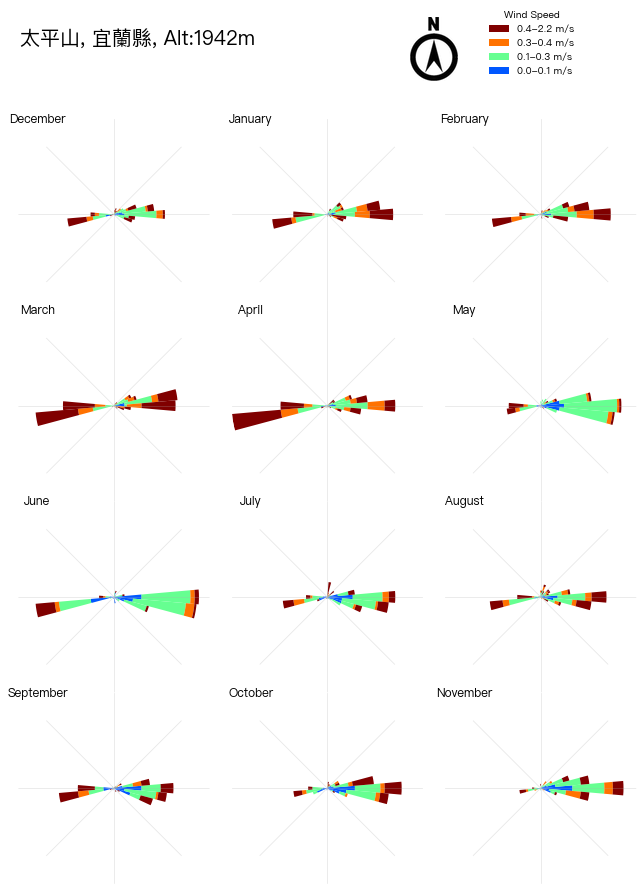 太平山, 宜蘭縣, Alt:1942m
N
Wind Speed
0.4–2.2 m/s
0.3–0.4 m/s
0.1–0.3 m/s
0.0–0.1 m/s
December
January
February
March
April
May
June
July
August
September
October
November